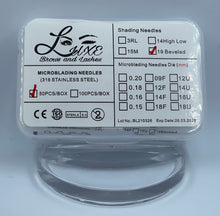 Luxe
Brows and Lashes
MICROBLADING NEEDLES
(316 STAINLESS STEEL)
50PCS/BOX 100PCS/BOX
Shading Needles
3RL 14High Low
15M 19 Beveled
Microblading Needles Dia (mm)
0.20 09F 12U
0.18 12F 14U
0.16 14F 16U
0.15 18F 18U